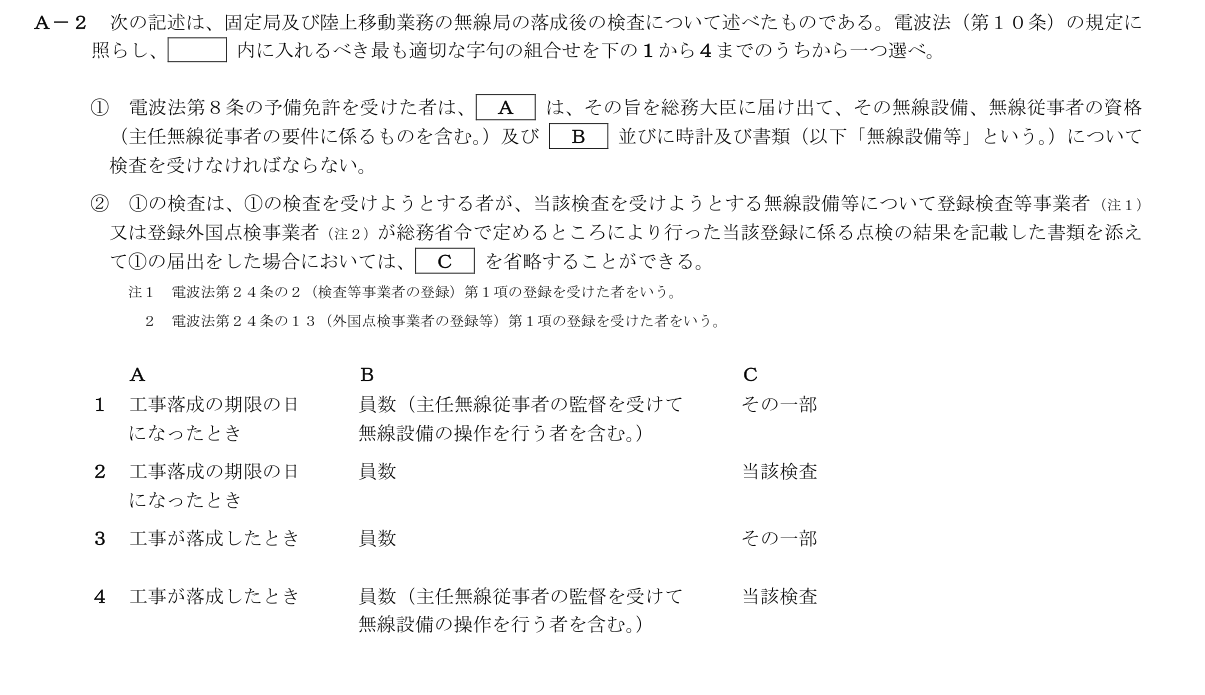 A－2 次の記述は、固定局及び陸上移動業務の無線局の落成後の検査について述べたものである。電波法（第１０条）の規定に
照らし、 内に入れるべき最も適切な字句の組合せを下の1から4までのうちから一つ選べ。
① 電波法第８条の予備免許を受けた者は、 A は、その旨を総務大臣に届け出て、その無線設備、無線従事者の資格
（主任無線従事者の要件に係るものを含む。）及び B 並びに時計及び書類（以下「無線設備等」という。）について
検査を受けなければならない。
② ①の検査は、①の検査を受けようとする者が、当該検査を受けようとする無線設備等について登録検査等事業者（注１）
又は登録外国点検事業者（注２）が総務省令で定めるところにより行った当該登録に係る点検の結果を記載した書類を添え
て①の届出をした場合においては、 C を省略することができる。
注１ 電波法第２４条の２（検査等事業者の登録）第１項の登録を受けた者をいう。
２ 電波法第２４条の１３（外国点検事業者の登録等）第１項の登録を受けた者をいう。
A B C
1 工事落成の期限の日 員数（主任無線従事者の監督を受けて その一部
になったとき 無線設備の操作を行う者を含む。）
2 工事落成の期限の日 員数 当該検査
になったとき
3 工事が落成したとき 員数 その一部
4 工事が落成したとき 員数（主任無線従事者の監督を受けて 当該検査
無線設備の操作を行う者を含む。）